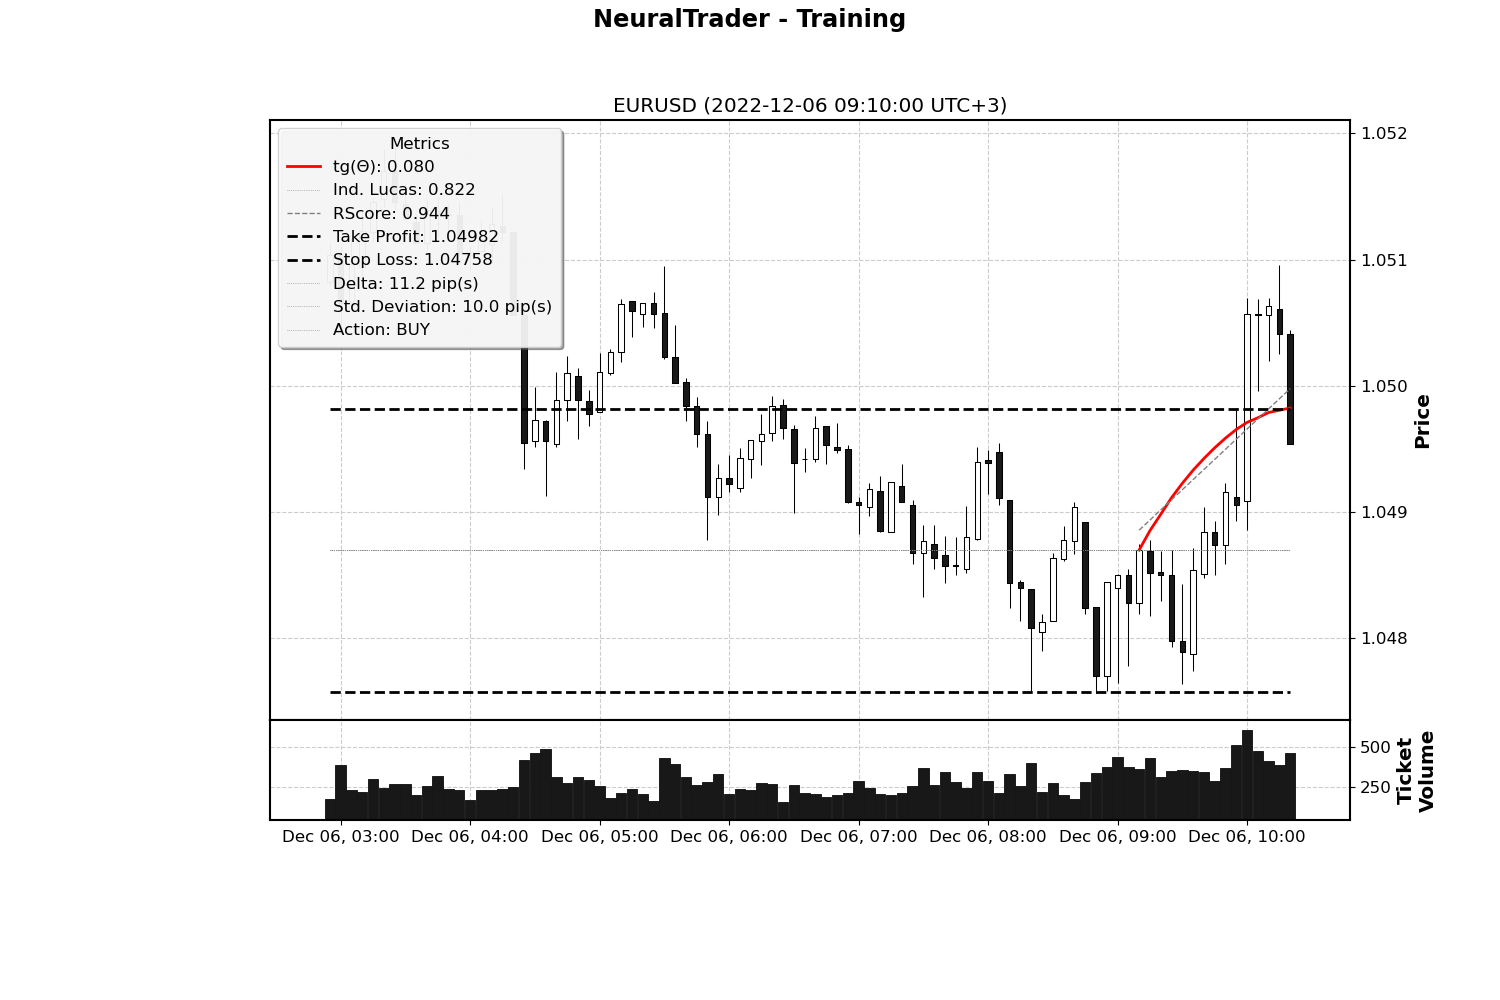 NeuralTrader - Training
EURUSD (2022-12-06 09:10:00 UTC+3)
Metrics
tg(Θ): 0.080
Ind. Lucas: 0.822
RScore: 0.944
Take Profit: 1.04982
Stop Loss: 1.04758
Delta: 11.2 pip(s)
Std. Deviation: 10.0 pip(s)
Action: BUY
1.052
1.051
1.050
1.049
1.048
Price
500
250
Ticket
Volume
Dec 06, 03:00
Dec 06, 04:00
Dec 06, 05:00
Dec 06, 06:00
Dec 06, 07:00
Dec 06, 08:00
Dec 06, 09:00
Dec 06, 10:00